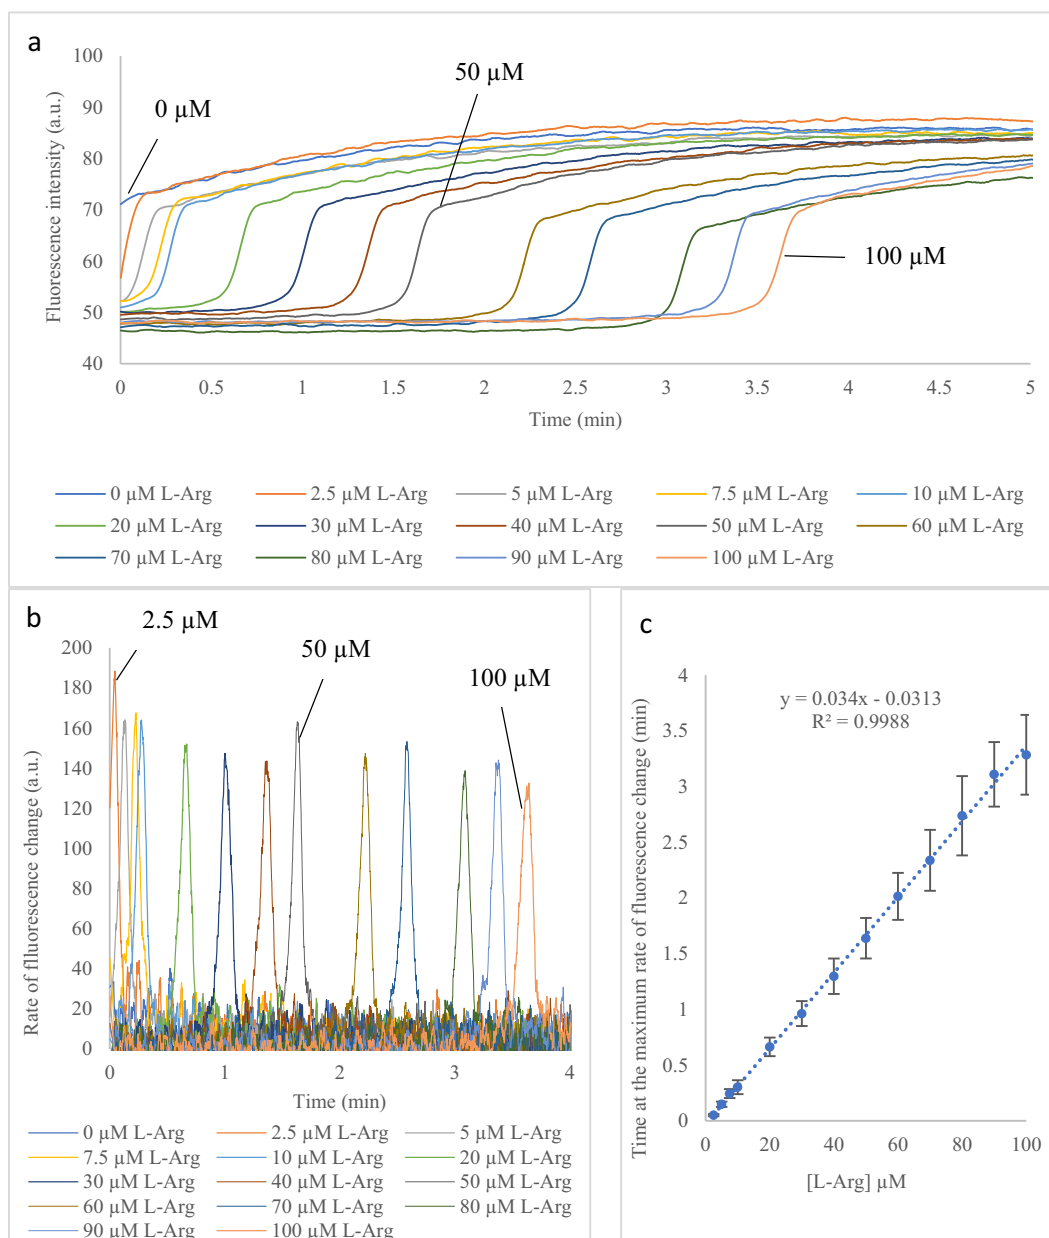 a
0 µM
50 µM
100 µM
Fluorescence intensity (a.u.)
100
90
80
70
60
50
40
0 0.5 1 1.5 2 2.5 3 3.5 4 4.5 5
Time (min)
0 µM L-Arg 2.5 µM L-Arg 5 µM L-Arg 7.5 µM L-Arg 10 µM L-Arg
20 µM L-Arg 30 µM L-Arg 40 µM L-Arg 50 µM L-Arg 60 µM L-Arg
70 µM L-Arg 80 µM L-Arg 90 µM L-Arg 100 µM L-Arg
b
2.5 µM
50 µM
100 µM
Rate of flluorescence change (a.u.)
200
180
160
140
120
100
80
60
40
20
0
0 1 2 3 4
Time (min)
0 µM L-Arg 2.5 µM L-Arg 5 µM L-Arg
7.5 µM L-Arg 10 µM L-Arg 20 µM L-Arg
30 µM L-Arg 40 µM L-Arg 50 µM L-Arg
60 µM L-Arg 70 µM L-Arg 80 µM L-Arg
90 µM L-Arg 100 µM L-Arg
c
y = 0.034x - 0.0313
R² = 0.9988
Time at the maximum rate of fluorescence change (min)
4
3.5
3
2.5
2
1.5
1
0.5
0
0 20 40 60 80 100
[L-Arg] µM